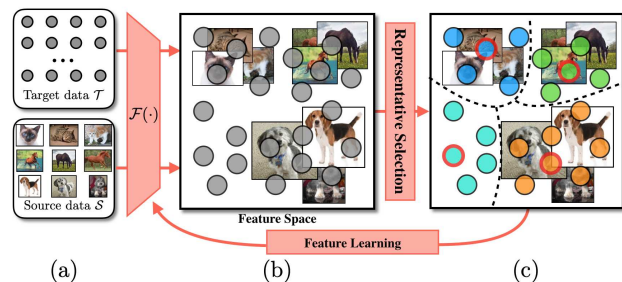 Target data 𝒯
Source data 𝒮
ℱ(·)
Feature Space
Representative Selection
Feature Learning
(a)
(b)
(c)